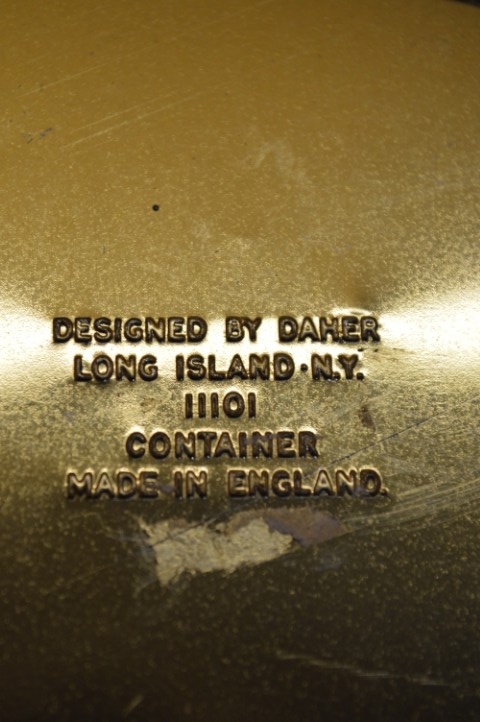 DESIGNED BY DAHER
LONG ISLAND·N.Y.
11101
CONTAINER
MADE IN ENGLAND.